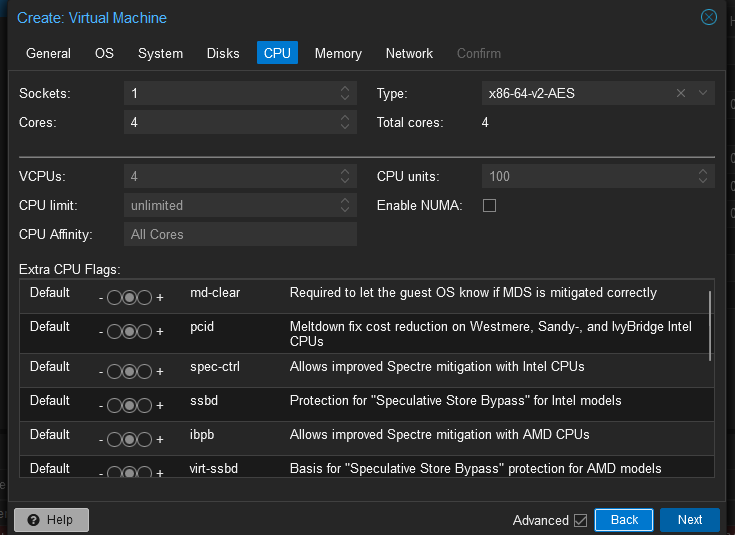 Create: Virtual Machine
General OS System Disks CPU Memory Network Confirm
Sockets: 1 Type: x86-64-v2-AES
Cores: 4 Total cores: 4
VCPUs: 4 CPU units: 100
CPU limit: unlimited Enable NUMA:
CPU Affinity: All Cores
Extra CPU Flags:
Default - + md-clear Required to let the guest OS know if MDS is mitigated correctly
Default - + pcid Meltdown fix cost reduction on Westmere, Sandy-, and IvyBridge Intel
CPUs
Default - + spec-ctrl Allows improved Spectre mitigation with Intel CPUs
Default - + ssbd Protection for "Speculative Store Bypass" for Intel models
Default - + ibpb Allows improved Spectre mitigation with AMD CPUs
Default - + virt-ssbd Basis for "Speculative Store Bypass" protection for AMD models
? Help Advanced Back Next